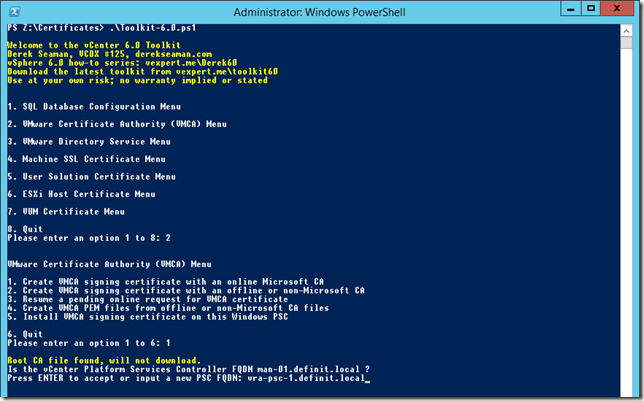 Administrator: Windows PowerShell
PS Z:\Certificates> .\Toolkit-6.0.ps1
Welcome to the vCenter 6.0 Toolkit
Derek Seaman, VCDX #125, derekseaman.com
vSphere 6.0 how-to series: vexpert.me\Derek60
Download the latest toolkit from vexpert.me\toolkit60
Use at your own risk; no warranty implied or stated
1. SQL Database Configuration Menu
2. VMware Certificate Authority (VMCA) Menu
3. VMware Directory Service Menu
4. Machine SSL Certificate Menu
5. User Solution Certificate Menu
6. ESXi Host Certificate Menu
7. VUM Certificate Menu
8. Quit
Please enter an option 1 to 8: 2
VMware Certificate Authority (VMCA) Menu
1. Create VMCA signing certificate with an online Microsoft CA
2. Create VMCA signing certificate with an offline or non-Microsoft CA
3. Resume a pending online request for VMCA certificate
4. Create VMCA PEM files from offline or non-Microsoft CA files
5. Install VMCA signing certificate on this Windows PSC
6. Quit
Please enter an option 1 to 6: 1
Root CA file found, will not download.
Is the vCenter Platform Services Controller FQDN man-01.definit.local ?
Press ENTER to accept or input a new PSC FQDN: vra-psc-1.definit.local_